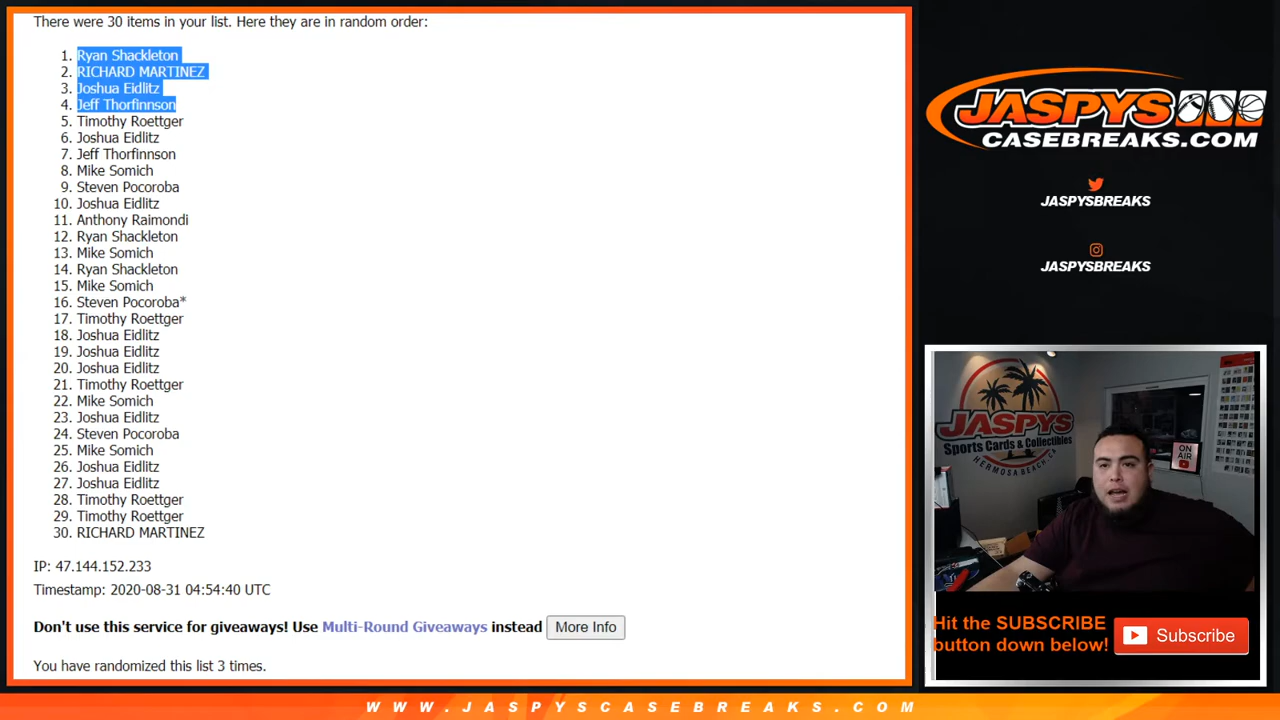 There were 30 items in your list. Here they are in random order:
1. Ryan Shackleton
2. RICHARD MARTINEZ
3. Joshua Eidlitz
4. Jeff Thorfinnson
5. Timothy Roettger
6. Joshua Eidlitz
7. Jeff Thorfinnson
8. Mike Somich
9. Steven Pocoroba
10. Joshua Eidlitz
11. Anthony Raimondi
12. Ryan Shackleton
13. Mike Somich
14. Ryan Shackleton
15. Mike Somich
16. Steven Pocoroba*
17. Timothy Roettger
18. Joshua Eidlitz
19. Joshua Eidlitz
20. Joshua Eidlitz
21. Timothy Roettger
22. Mike Somich
23. Joshua Eidlitz
24. Steven Pocoroba
25. Mike Somich
26. Joshua Eidlitz
27. Joshua Eidlitz
28. Timothy Roettger
29. Timothy Roettger
30. RICHARD MARTINEZ
IP: 47.144.152.233
Timestamp: 2020-08-31 04:54:40 UTC
Don't use this service for giveaways! Use Multi-Round Giveaways instead More Info
You have randomized this list 3 times.
JASPYS
CASEBREAKS.COM
JASPYSBREAKS
JASPYSBREAKS
JASPYS
Sports Cards & Collectibles
HERMOSA BEACH, CA
ON
AIR
Hit the SUBSCRIBE
button down below!
Subscribe
WWW.JASPYSCASEBREAKS.COM